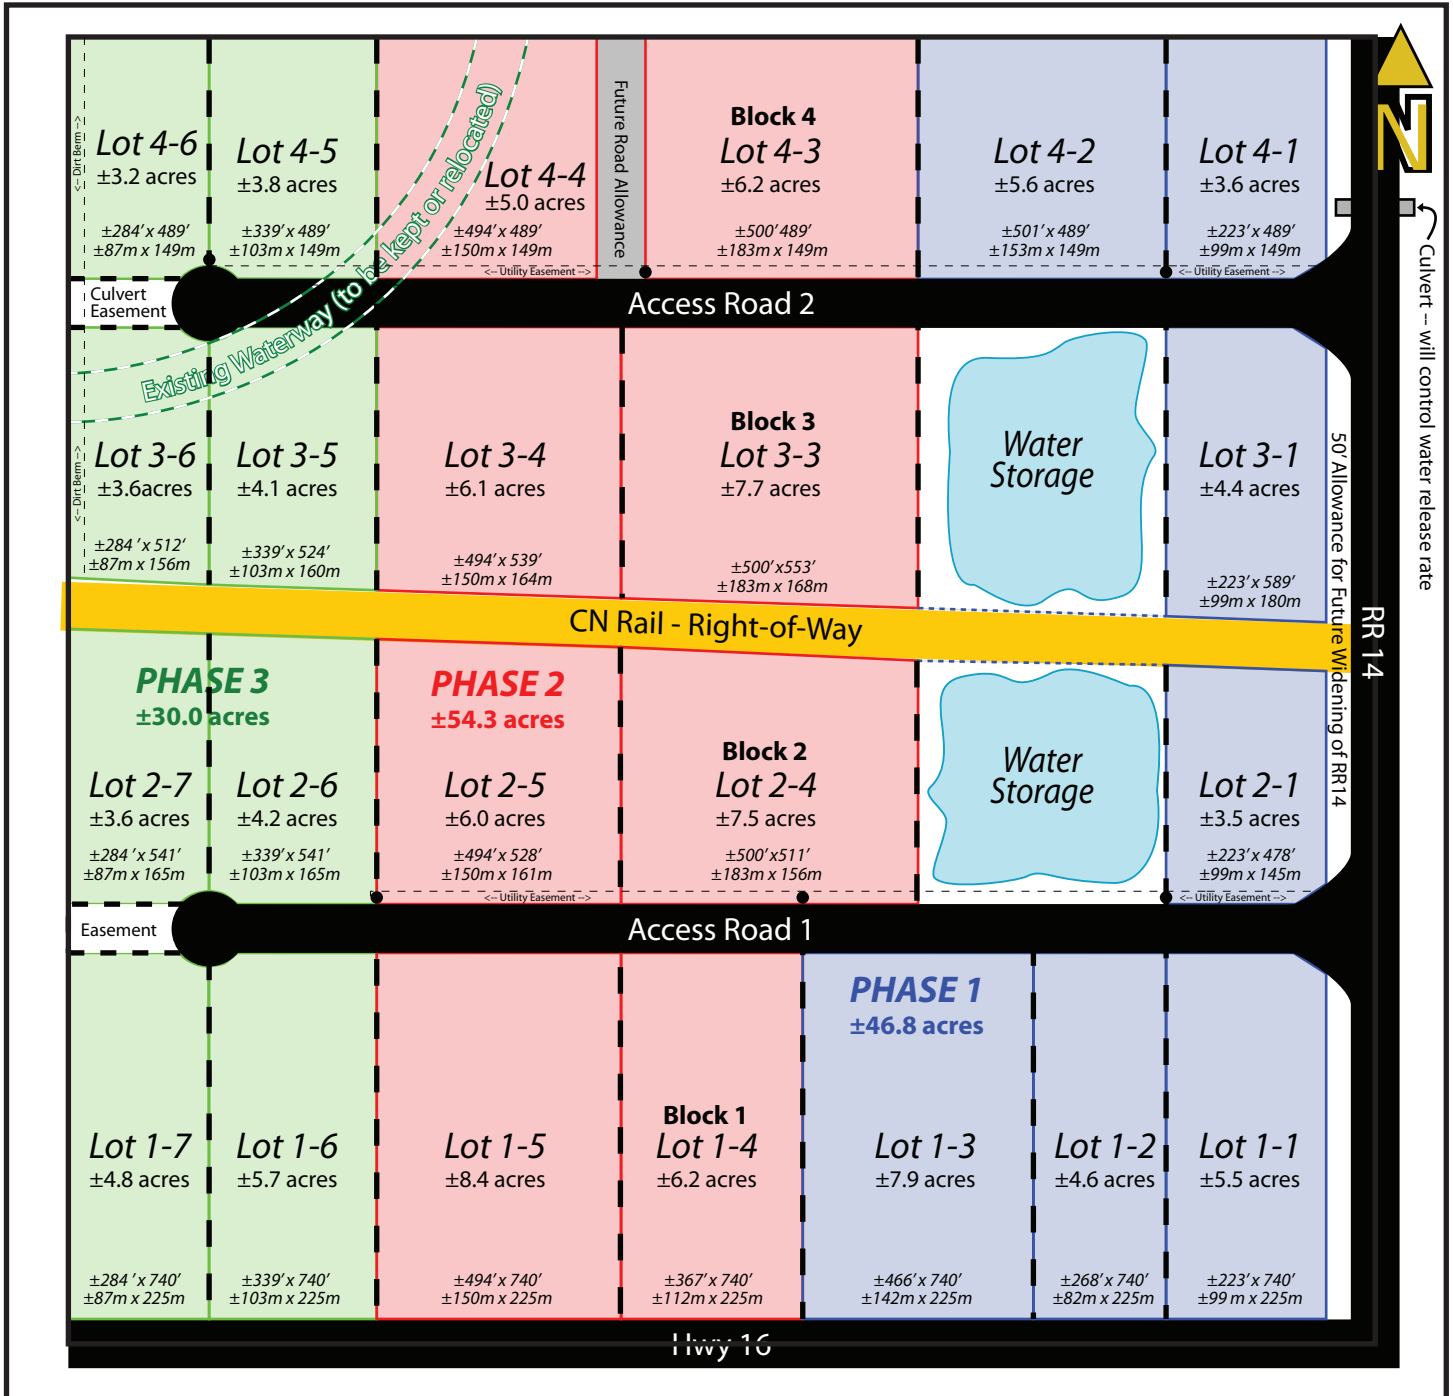 N
Lot 4-6
±3.2 acres
±284' x 489'
±87m x 149m
<-- Dirt Berm -->
Lot 4-5
±3.8 acres
±339' x 489'
±103m x 149m
Lot 4-4
±5.0 acres
±494' x 489'
±150m x 149m
Future Road Allowance
Block 4
Lot 4-3
±6.2 acres
±500' 489'
±183m x 149m
Lot 4-2
±5.6 acres
±501' x 489'
±153m x 149m
Lot 4-1
±3.6 acres
±223' x 489'
±99m x 149m
<-- Utility Easement -->
<-- Utility Easement -->
Culvert -- will control water release rate
Culvert
Easement
Access Road 2
Existing Waterway (to be kept or relocated)
<-- Dirt Berm -->
Lot 3-6
±3.6acres
±284 ' x 512'
±87m x 156m
Lot 3-5
±4.1 acres
±339' x 524'
±103m x 160m
Lot 3-4
±6.1 acres
±494' x 539'
±150m x 164m
Block 3
Lot 3-3
±7.7 acres
±500' x553'
±183m x 168m
Water
Storage
Lot 3-1
±4.4 acres
±223' x 589'
±99m x 180m
50' Allowance for Future Widening of RR14
RR 14
CN Rail - Right-of-Way
PHASE 3
±30.0 acres
PHASE 2
±54.3 acres
Lot 2-7
±3.6 acres
±284 ' x 541'
±87m x 165m
Lot 2-6
±4.2 acres
±339' x 541'
±103m x 165m
Lot 2-5
±6.0 acres
±494' x 528'
±150m x 161m
Block 2
Lot 2-4
±7.5 acres
±500' x511'
±183m x 156m
Water
Storage
Lot 2-1
±3.5 acres
±223' x 478'
±99m x 145m
<-- Utility Easement -->
<-- Utility Easement -->
Easement
Access Road 1
PHASE 1
±46.8 acres
Lot 1-7
±4.8 acres
±284 ' x 740'
±87m x 225m
Lot 1-6
±5.7 acres
±339' x 740'
±103m x 225m
Lot 1-5
±8.4 acres
±494' x 740'
±150m x 225m
Block 1
Lot 1-4
±6.2 acres
±367' x 740'
±112m x 225m
Lot 1-3
±7.9 acres
±466' x 740'
±142m x 225m
Lot 1-2
±4.6 acres
±268' x 740'
±82m x 225m
Lot 1-1
±5.5 acres
±223' x 740'
±99 m x 225m
Hwy 16